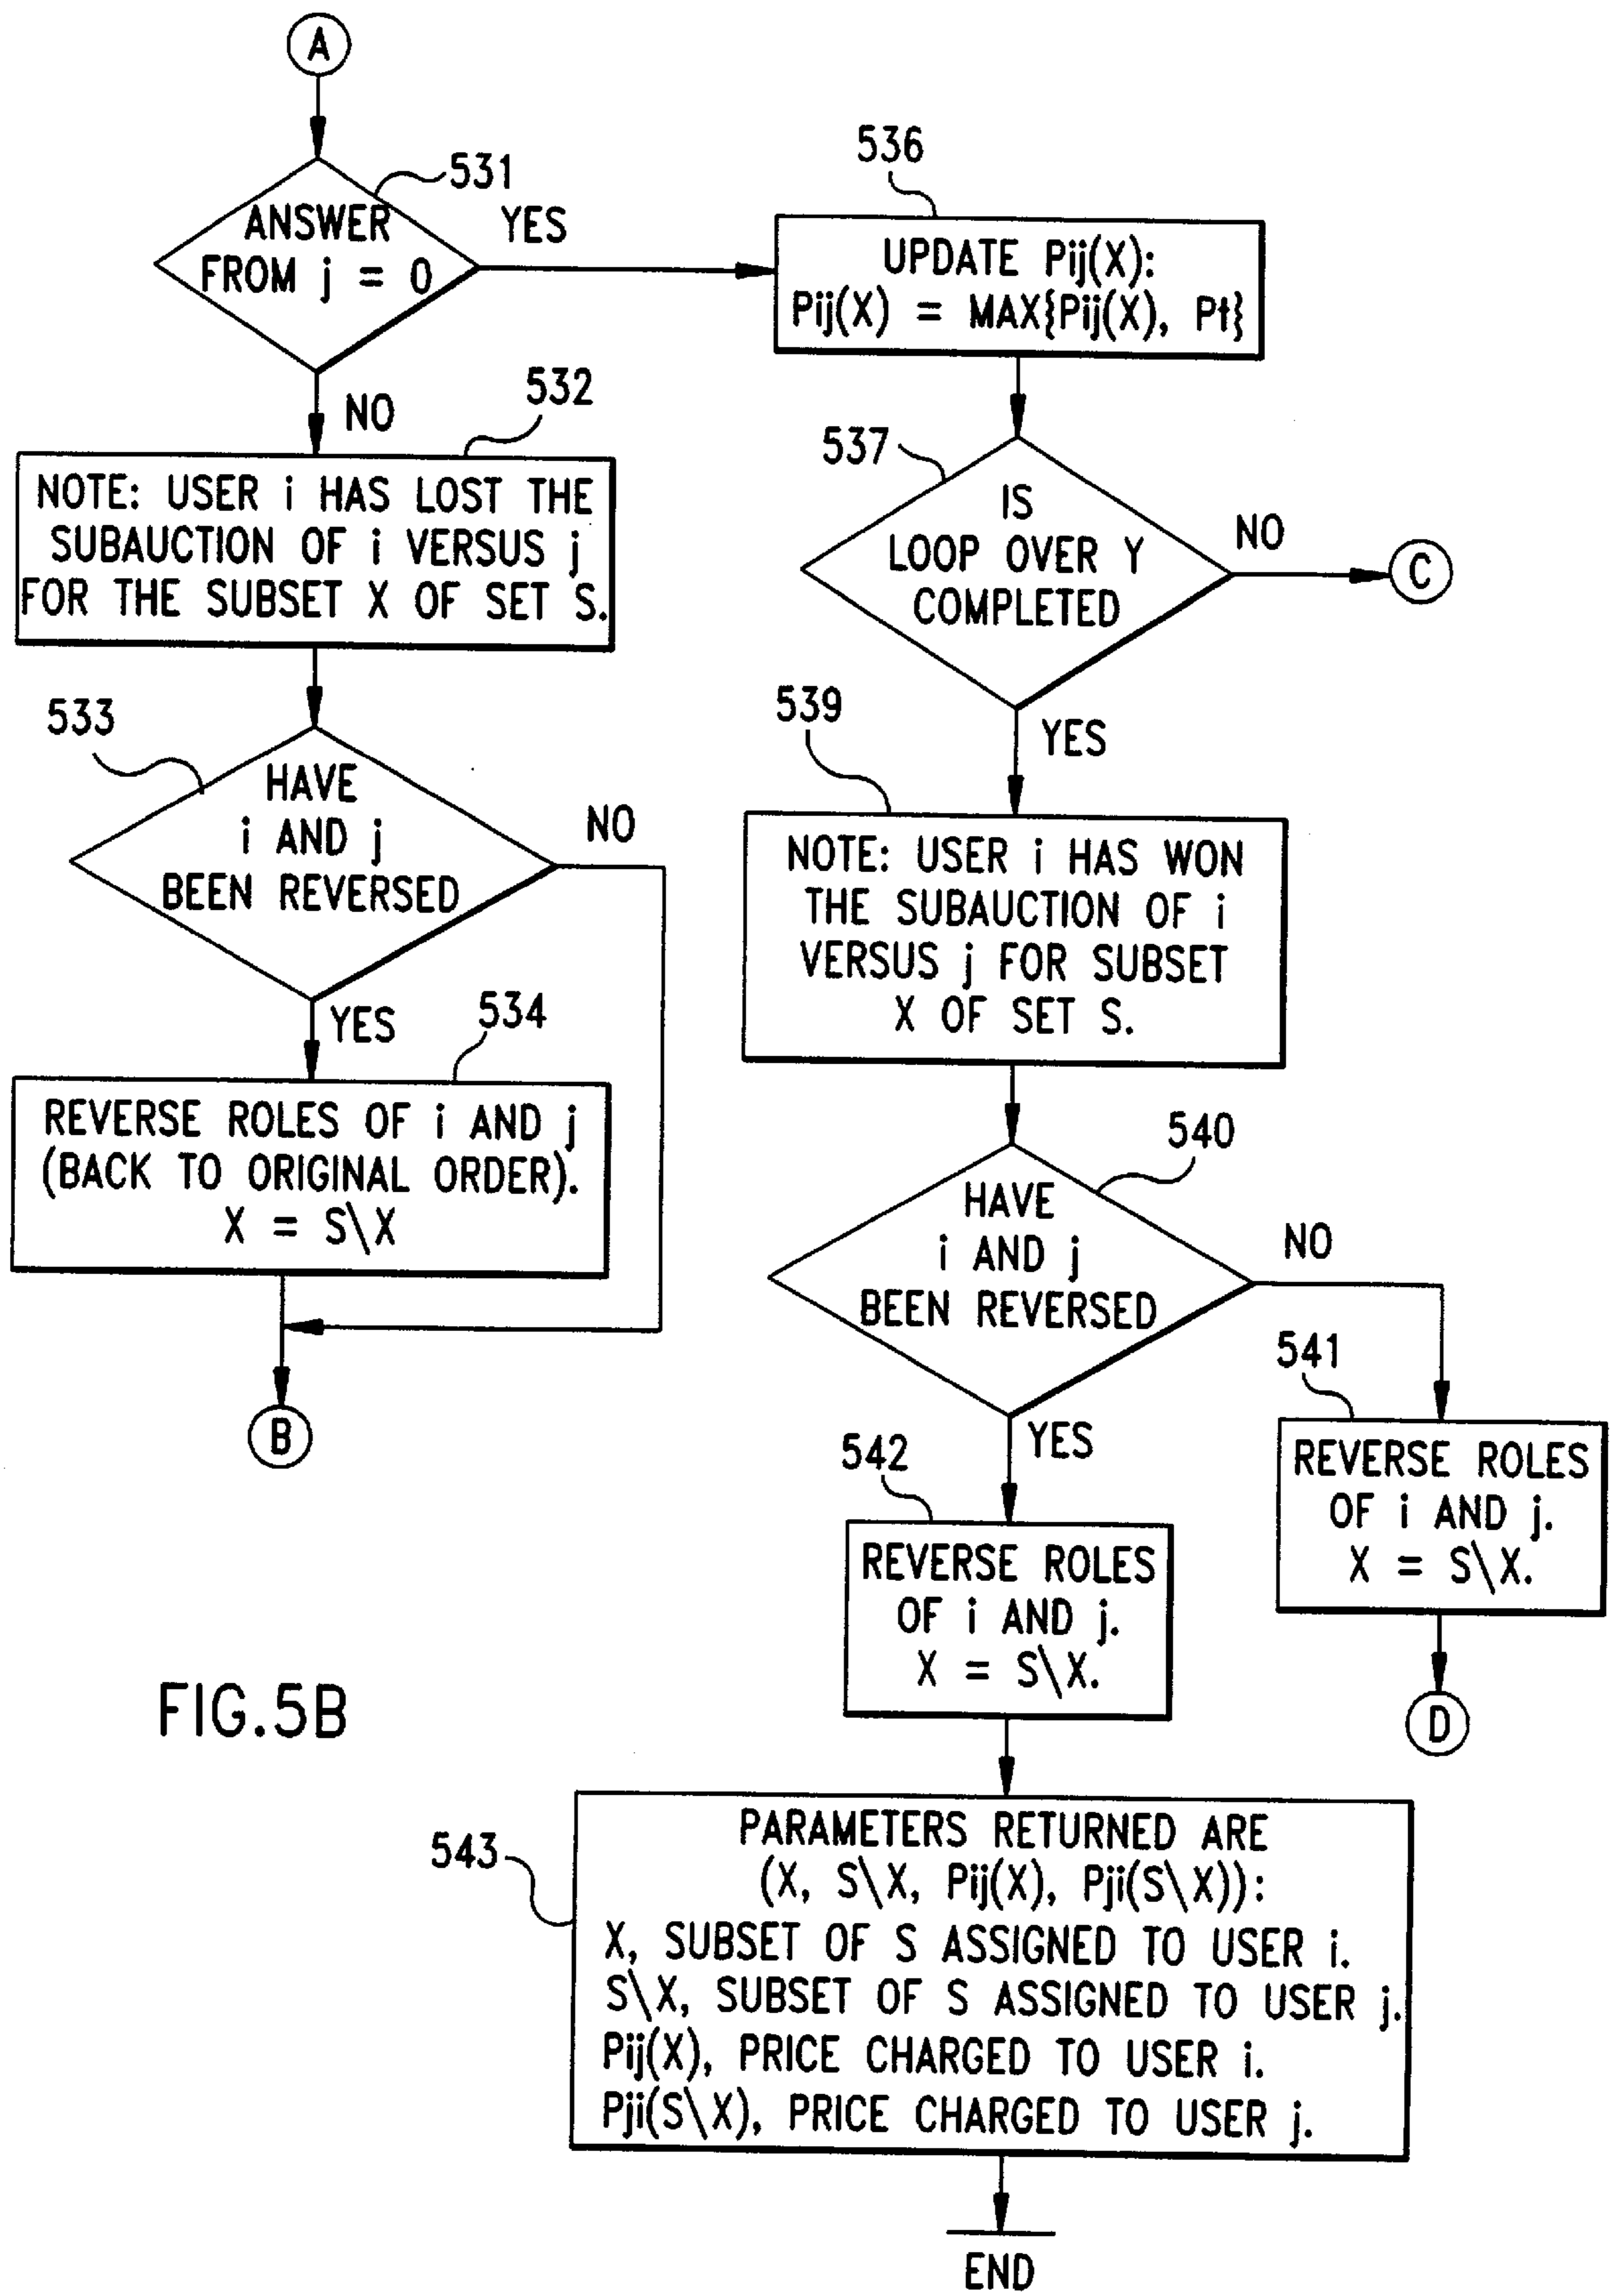 A
531
ANSWER
FROM j = 0
YES
NO
536
UPDATE Pij(X):
Pij(X) = MAX{Pij(X), Pt}
532
NOTE: USER i HAS LOST THE
SUBAUCTION OF i VERSUS j
FOR THE SUBSET X OF SET S.
537
IS
LOOP OVER Y
COMPLETED
NO
C
YES
533
HAVE
i AND j
BEEN REVERSED
NO
YES
539
NOTE: USER i HAS WON
THE SUBAUCTION OF i
VERSUS j FOR SUBSET
X OF SET S.
534
REVERSE ROLES OF i AND j
(BACK TO ORIGINAL ORDER).
X = S\X
B
540
HAVE
i AND j
BEEN REVERSED
NO
YES
541
REVERSE ROLES
OF i AND j.
X = S\X.
D
542
REVERSE ROLES
OF i AND j.
X = S\X.
FIG.5B
543
PARAMETERS RETURNED ARE
(X, S\X, Pij(X), Pji(S\X)):
X, SUBSET OF S ASSIGNED TO USER i.
S\X, SUBSET OF S ASSIGNED TO USER j.
Pij(X), PRICE CHARGED TO USER i.
Pji(S\X), PRICE CHARGED TO USER j.
END